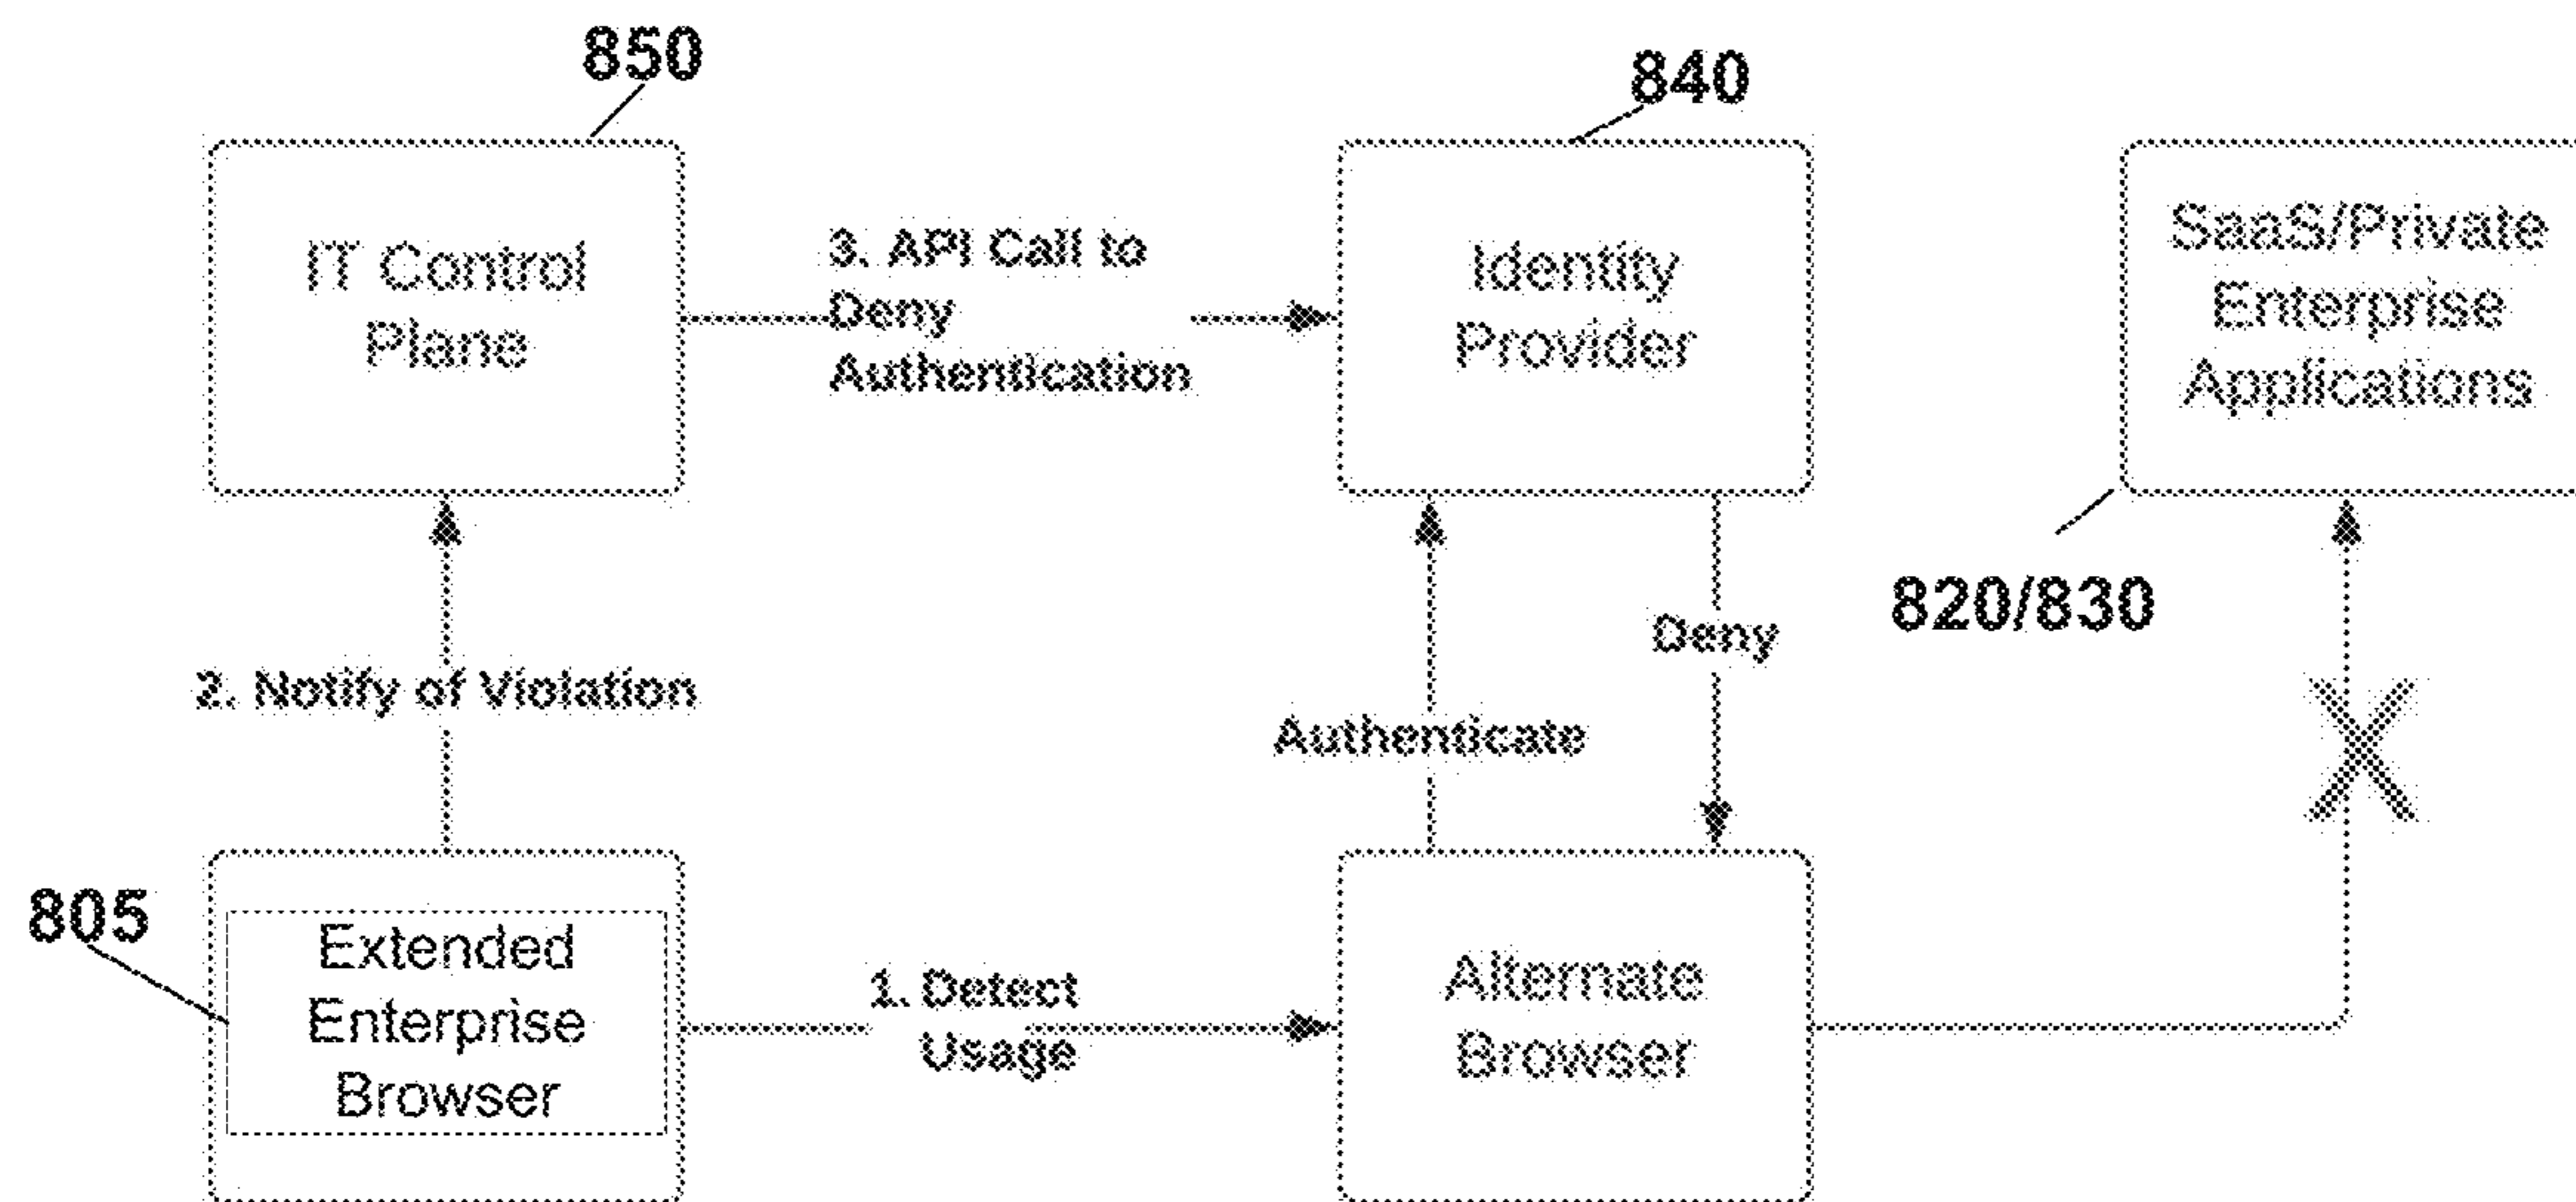 850
840
IT Control
Plane
3. API Call to
Deny
Authentication
Identity
Provider
SaaS/Private
Enterprise
Applications
820/830
2. Notify of Violation
Authenticate
Deny
805
Extended
Enterprise
Browser
1. Detect
Usage
Alternate
Browser